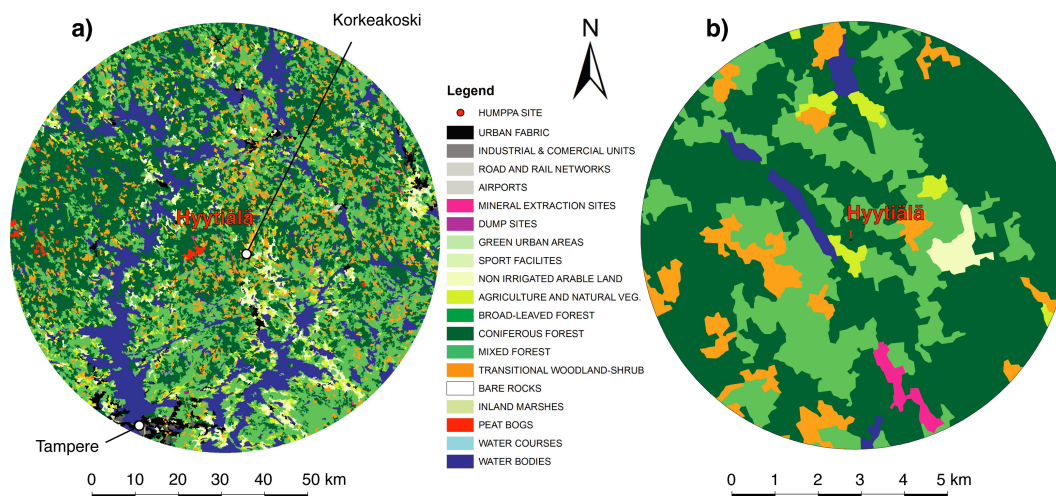 Korkeakoski
a)
N
b)
Legend
HUMPPA SITE
URBAN FABRIC
INDUSTRIAL & COMERCIAL UNITS
ROAD AND RAIL NETWORKS
AIRPORTS
MINERAL EXTRACTION SITES
DUMP SITES
GREEN URBAN AREAS
SPORT FACILITES
NON IRRIGATED ARABLE LAND
AGRICULTURE AND NATURAL VEG.
BROAD-LEAVED FOREST
CONIFEROUS FOREST
MIXED FOREST
TRANSITIONAL WOODLAND-SHRUB
BARE ROCKS
INLAND MARSHES
PEAT BOGS
WATER COURSES
WATER BODIES
Hyytiälä
Hyytiälä
Tampere
0 10 20 30 40 50 km
0 1 2 3 4 5 km